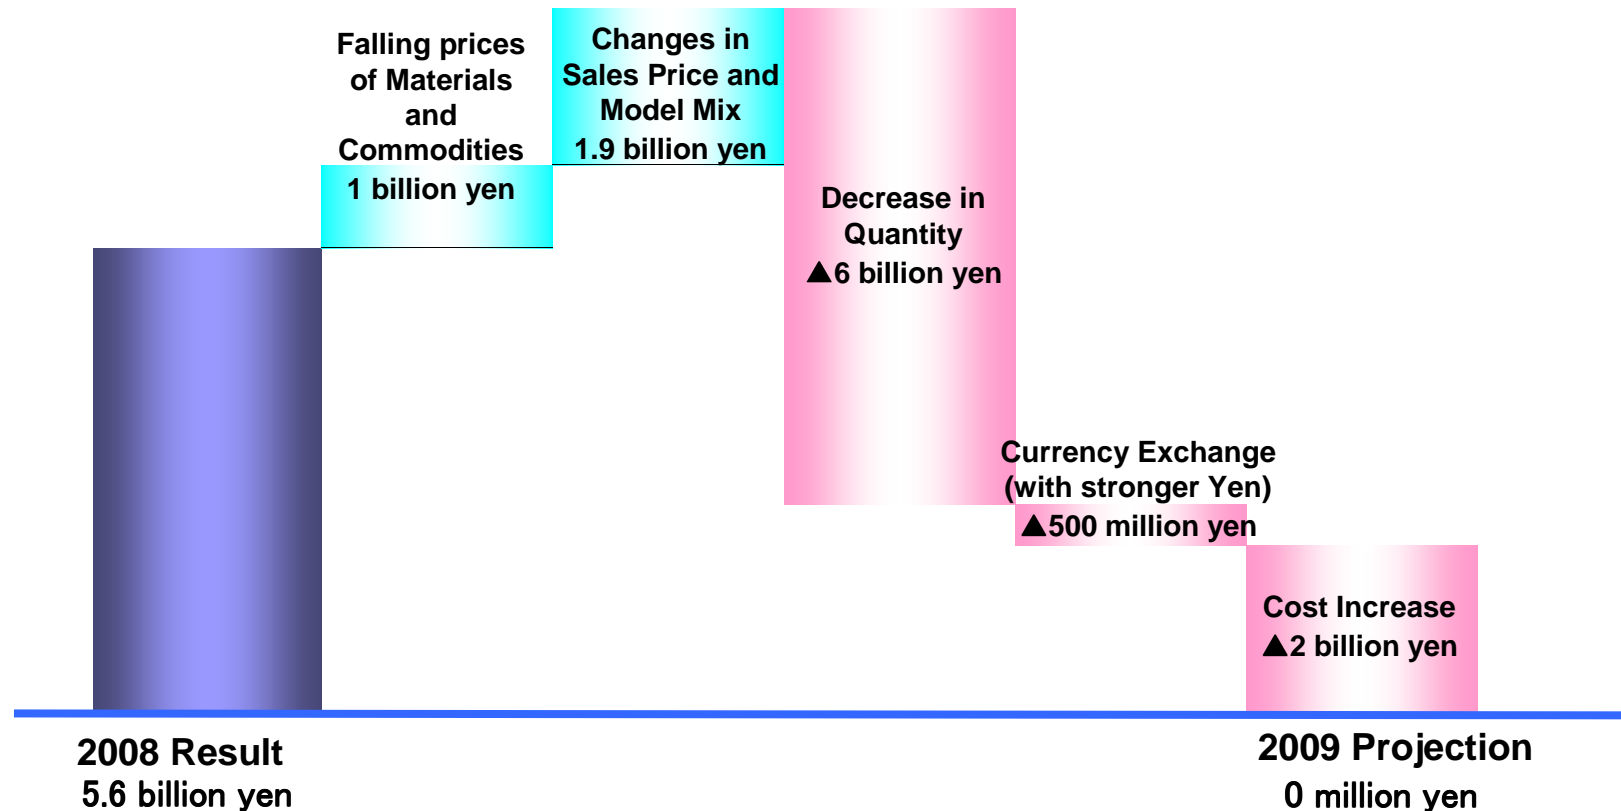 Falling prices
of Materials
and
Commodities
1 billion yen
Changes in
Sales Price and
Model Mix
1.9 billion yen
Decrease in
Quantity
▲6 billion yen
Currency Exchange
(with stronger Yen)
▲500 million yen
Cost Increase
▲2 billion yen
2008 Result
5.6 billion yen
2009 Projection
0 million yen